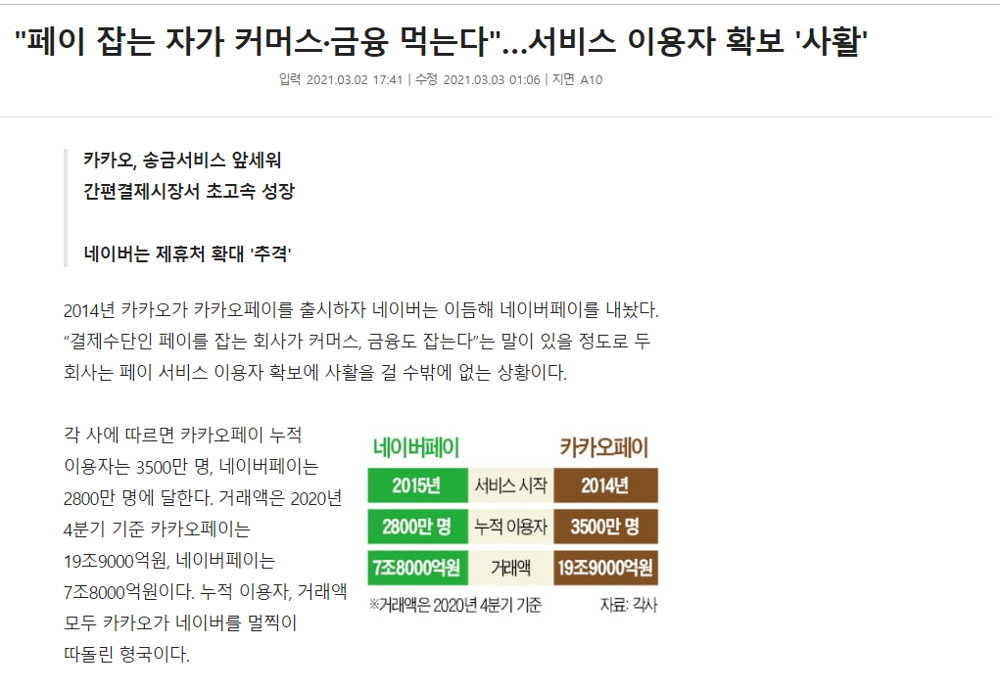 "페이 잡는 자가 커머스·금융 먹는다"…서비스 이용자 확보 '사활'
입력 2021.03.02 17:41 | 수정 2021.03.03 01:06 | 지면 A10
카카오, 송금서비스 앞세워
간편결제시장서 초고속 성장
네이버는 제휴처 확대 '추격'
2014년 카카오가 카카오페이를 출시하자 네이버는 이듬해 네이버페이를 내놨다.
“결제수단인 페이를 잡는 회사가 커머스, 금융도 잡는다”는 말이 있을 정도로 두
회사는 페이 서비스 이용자 확보에 사활을 걸 수밖에 없는 상황이다.
각 사에 따르면 카카오페이 누적
이용자는 3500만 명, 네이버페이는
2800만 명에 달한다. 거래액은 2020년
4분기 기준 카카오페이는
19조9000억원, 네이버페이는
7조8000억원이다. 누적 이용자, 거래액
모두 카카오가 네이버를 멀찍이
따돌린 형국이다.
네이버페이 카카오페이
2015년 서비스 시작 2014년
2800만 명 누적 이용자 3500만 명
7조8000억원 거래액 19조9000억원
※거래액은 2020년 4분기 기준 자료: 각사